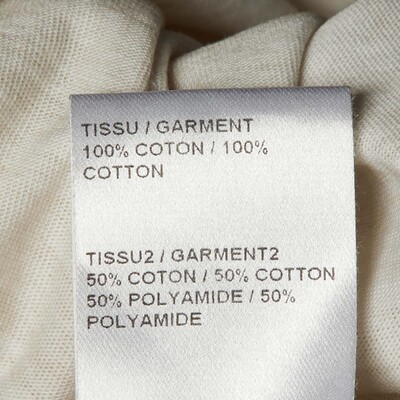 TISSU / GARMENT
100% COTON / 100%
COTTON
TISSU2 / GARMENT2
50% COTON / 50% COTTON
50% POLYAMIDE / 50%
POLYAMIDE